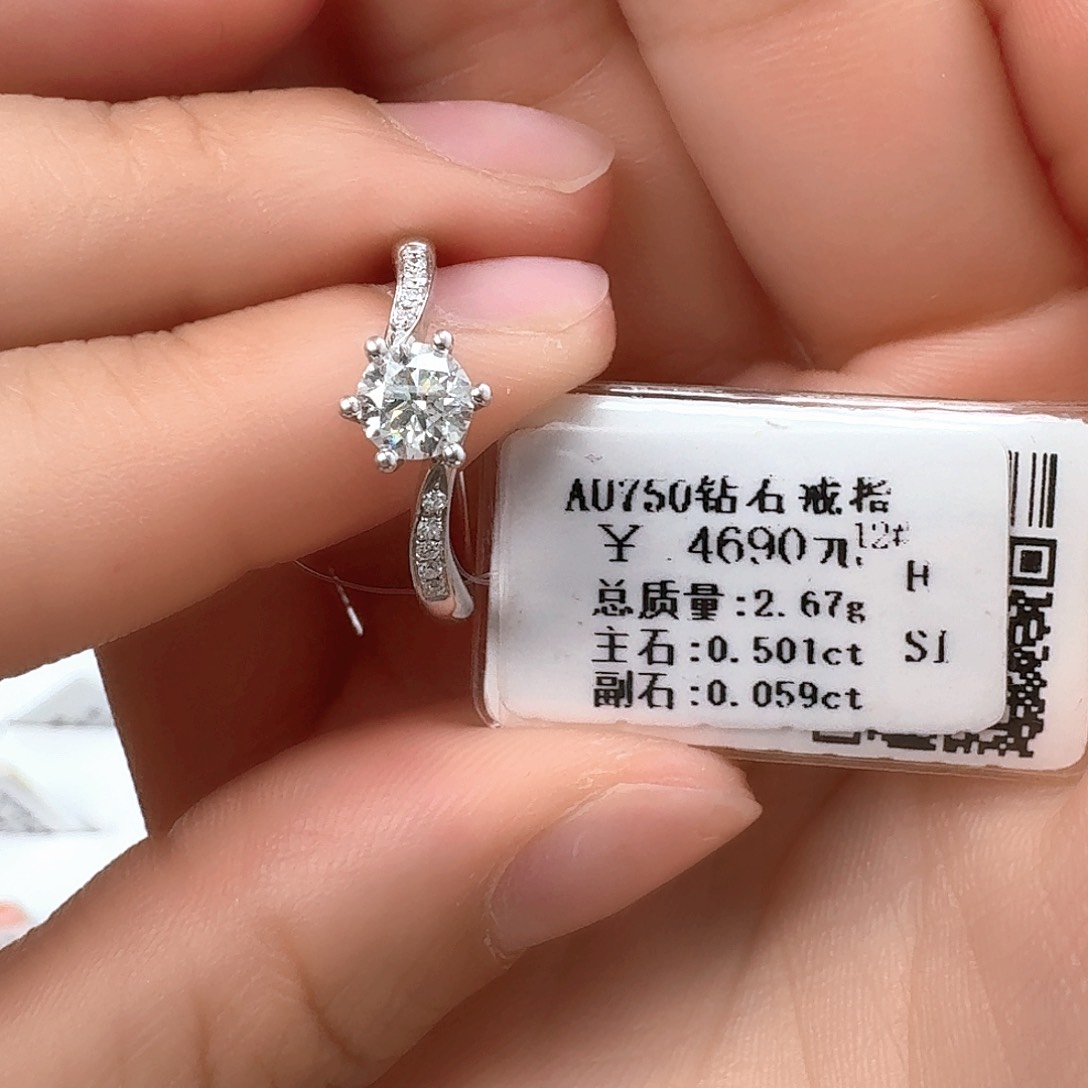 AU750钻石戒指
￥ 4690元 12#
H
总质量:2.67g
主石:0.501ct SI
副石:0.059ct